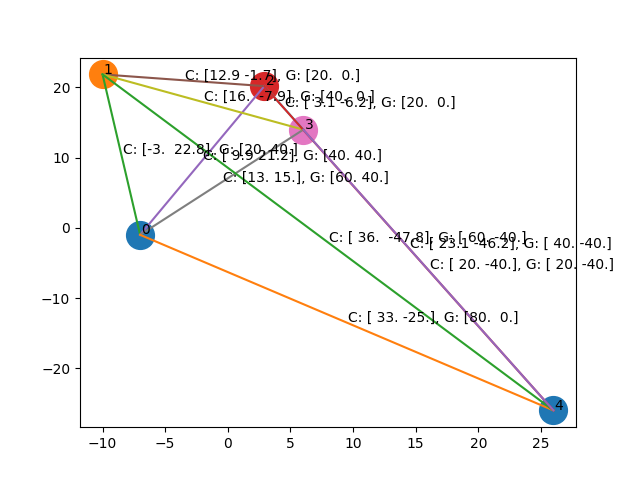 1
2
C: [12.9 -1.7], G: [20.  0.]
20
C: [16.  -7.9], G: [40.  0.]
C: [ 3.1 -6.2], G: [20.  0.]
3
C: [-3.  22.8], G: [20. 40.]
10
C: [ 9.9 21.2], G: [40. 40.]
C: [13. 15.], G: [60. 40.]
0
0
C: [ 36.  -47.8], G: [ 60. -40.]
C: [ 23.1 -46.2], G: [ 40. -40.]
C: [ 20. -40.], G: [ 20. -40.]
−10
C: [ 33. -25.], G: [80.  0.]
−20
4
−10 −5 0 5 10 15 20 25